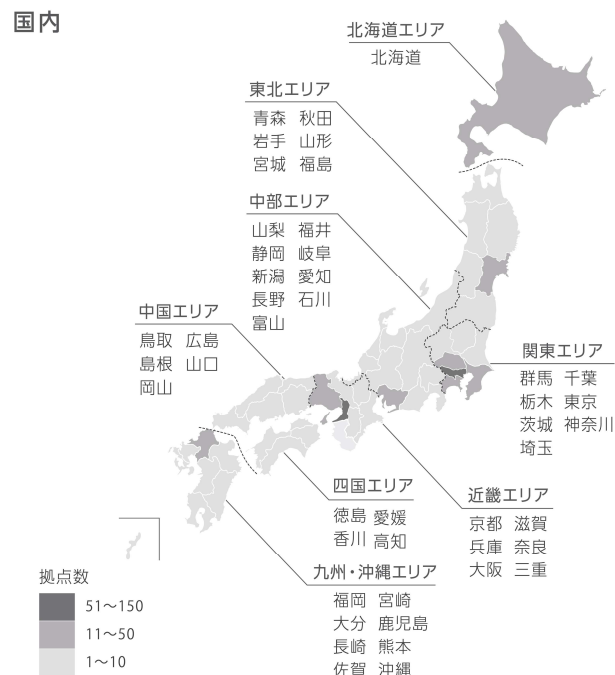 国内
北海道エリア
北海道
東北エリア
青森 秋田
岩手 山形
宮城 福島
中部エリア
山梨 福井
静岡 岐阜
新潟 愛知
長野 石川
富山
中国エリア
鳥取 広島
島根 山口
岡山
関東エリア
群馬 千葉
栃木 東京
茨城 神奈川
埼玉
四国エリア
徳島 愛媛
香川 高知
近畿エリア
京都 滋賀
兵庫 奈良
大阪 三重
九州・沖縄エリア
福岡 宮崎
大分 鹿児島
長崎 熊本
佐賀 沖縄
拠点数
51〜150
11〜50
1〜10